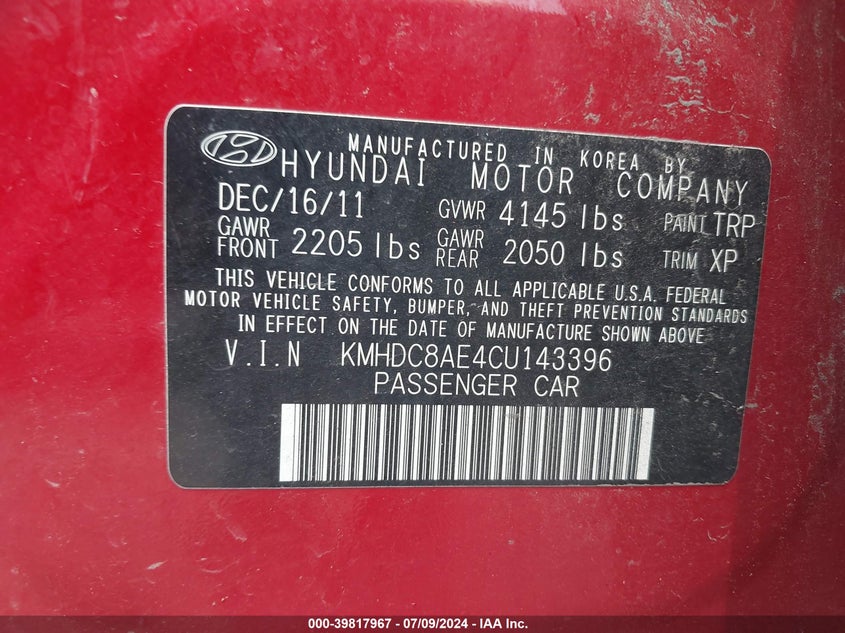 MANUFACTURED IN KOREA BY
HYUNDAI MOTOR COMPANY
DEC/16/11 GVWR 4145 lbs PAINT TRP
GAWR FRONT 2205 lbs GAWR REAR 2050 lbs TRIM XP
THIS VEHICLE CONFORMS TO ALL APPLICABLE U.S.A. FEDERAL
MOTOR VEHICLE SAFETY, BUMPER, AND THEFT PREVENTION STANDARDS
IN EFFECT ON THE DATE OF MANUFACTURE SHOWN ABOVE
V.I.N KMHDC8AE4CU143396
PASSENGER CAR
000-39817967 - 07/09/2024 - IAA Inc.